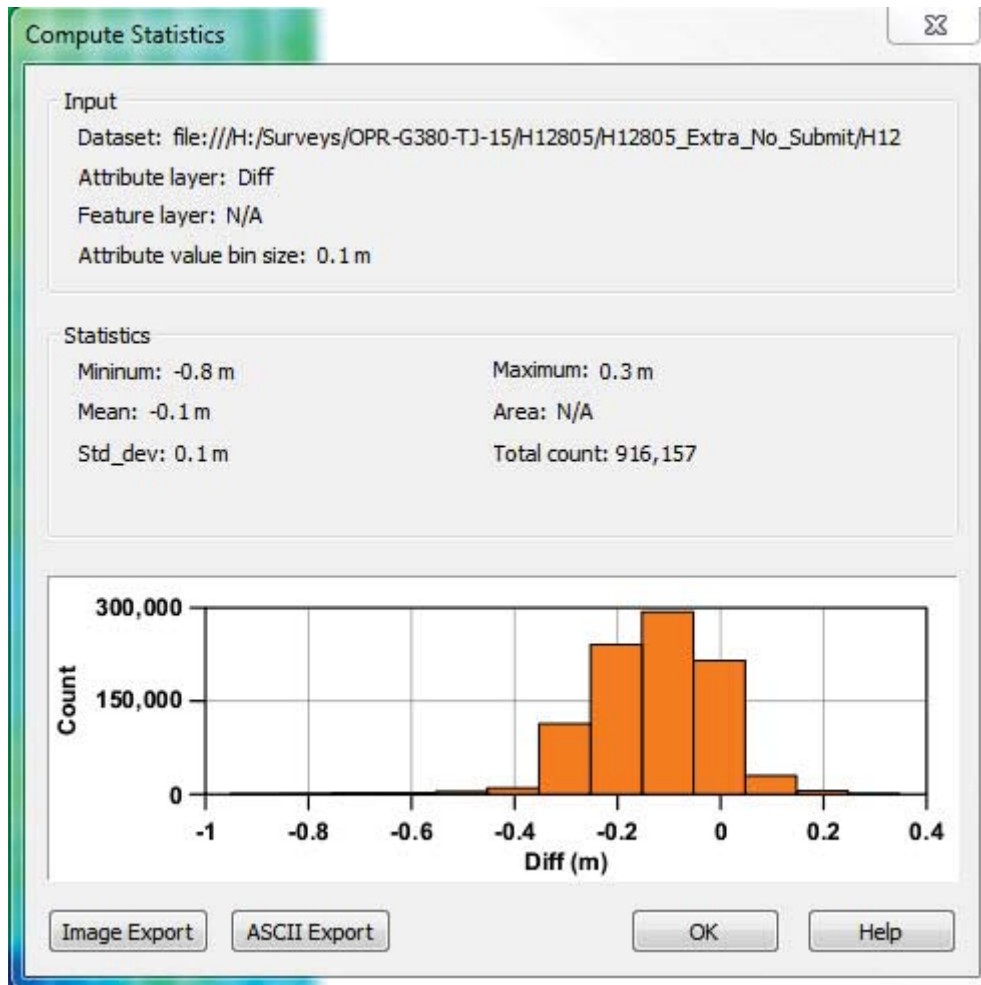 Compute Statistics
Input
Dataset: file:///H:/Surveys/OPR-G380-TJ-15/H12805/H12805_Extra_No_Submit/H12
Attribute layer: Diff
Feature layer: N/A
Attribute value bin size: 0.1 m
Statistics
Mininum: -0.8 m
Maximum: 0.3 m
Mean: -0.1 m
Area: N/A
Std_dev: 0.1 m
Total count: 916,157
300,000
150,000
0
Count
-1 -0.8 -0.6 -0.4 -0.2 0 0.2 0.4
Diff (m)
Image Export
ASCII Export
OK
Help